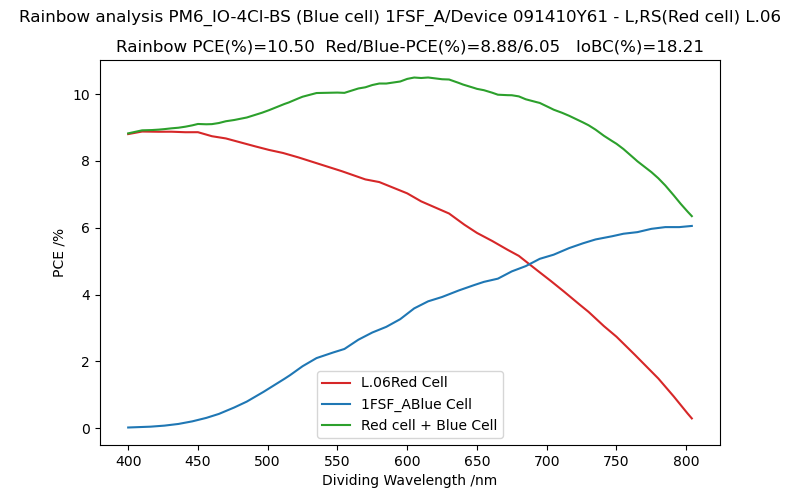 Rainbow analysis PM6_IO-4Cl-BS (Blue cell) 1FSF_A/Device 091410Y61 - L,RS(Red cell) L.06
Rainbow PCE(%)=10.50  Red/Blue-PCE(%)=8.88/6.05   IoBC(%)=18.21
PCE /%
10
8
6
4
2
0
L.06Red Cell
1FSF_ABlue Cell
Red cell + Blue Cell
400 450 500 550 600 650 700 750 800
Dividing Wavelength /nm